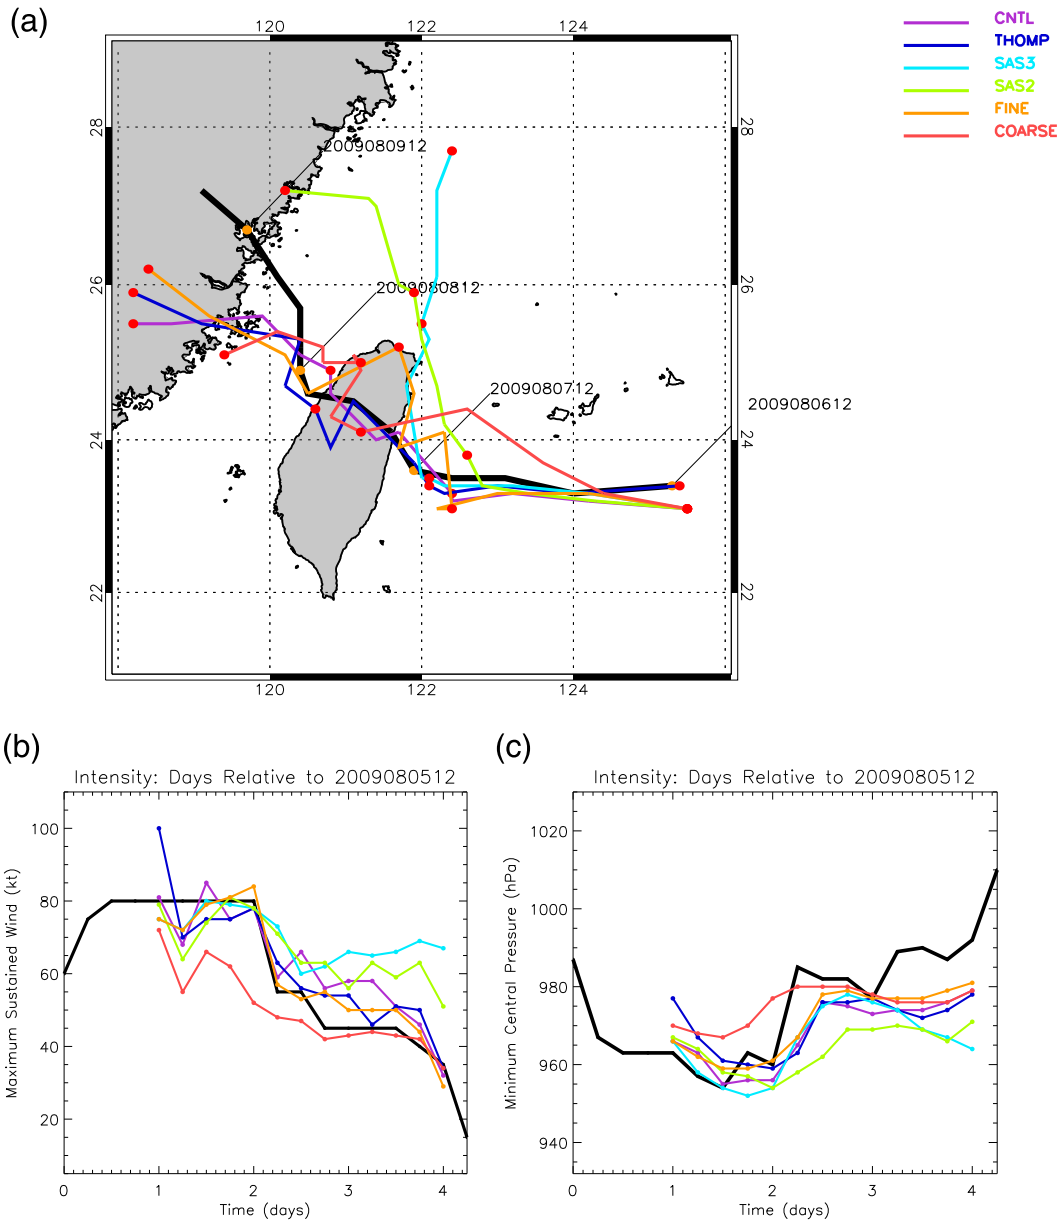 (a)
120 122 124
CNTL
THOMP
SAS3
SAS2
FINE
COARSE
28 28
2009080912
26 26
2009080812
2009080712
2009080612
24 24
22 22
120 122 124
(b)
Intensity: Days Relative to 2009080512
Maximum Sustained Wind (kt)
100
80
60
40
20
0 1 2 3 4
Time (days)
(c)
Intensity: Days Relative to 2009080512
Minimum Central Pressure (hPa)
1020
1000
980
960
940
0 1 2 3 4
Time (days)